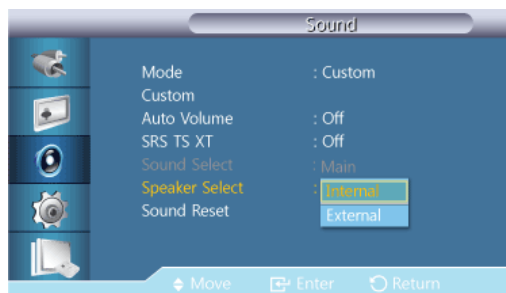 Sound
Mode : Custom
Custom
Auto Volume : Off
SRS TS XT : Off
Sound Select : Main
Speaker Select : Internal
External
Sound Reset
Move Enter Return